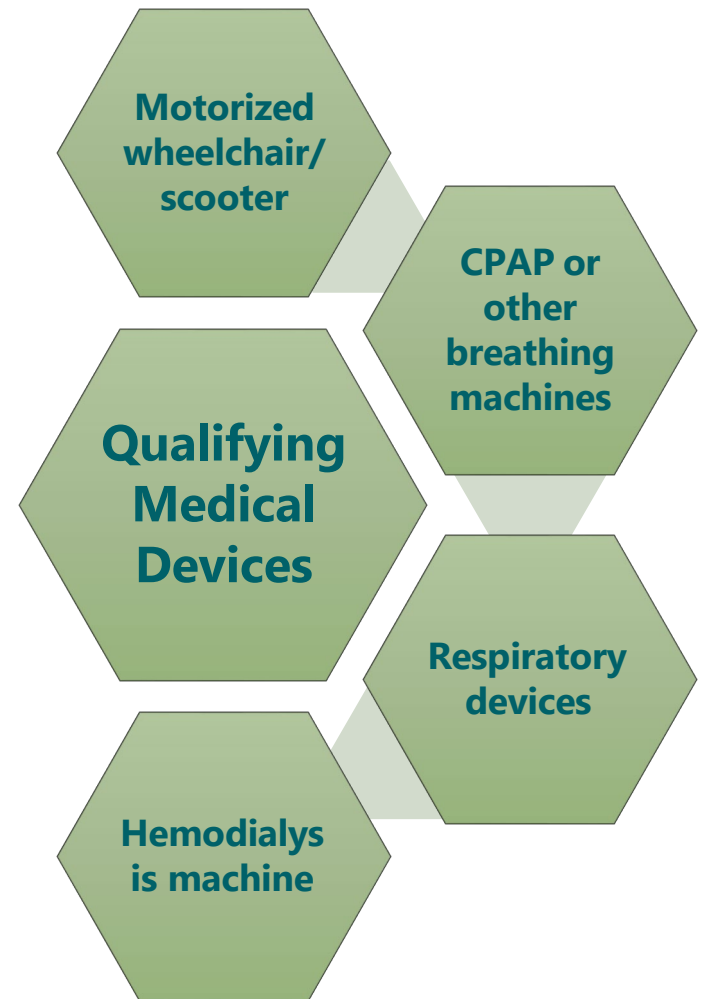 Motorized
wheelchair/
scooter
CPAP or
other
breathing
machines
Qualifying
Medical
Devices
Respiratory
devices
Hemodialys
is machine